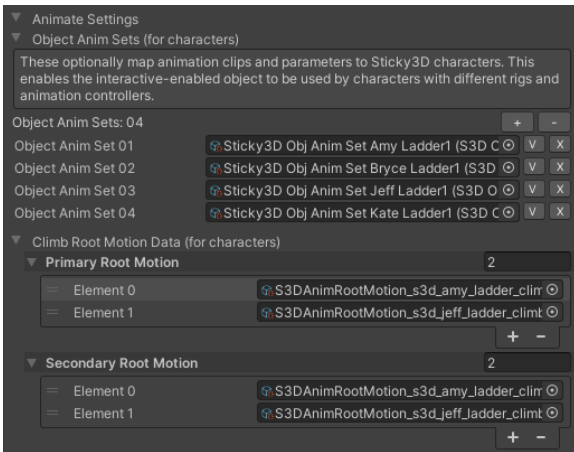 Animate Settings
Object Anim Sets (for characters)
These optionally map animation clips and parameters to Sticky3D characters. This
enables the interactive-enabled object to be used by characters with different rigs and
animation controllers.
Object Anim Sets: 04 + -
Object Anim Set 01 Sticky3D Obj Anim Set Amy Ladder1 (S3D O V X
Object Anim Set 02 Sticky3D Obj Anim Set Bryce Ladder1 (S3D V X
Object Anim Set 03 Sticky3D Obj Anim Set Jeff Ladder1 (S3D O V X
Object Anim Set 04 Sticky3D Obj Anim Set Kate Ladder1 (S3D O V X
Climb Root Motion Data (for characters)
Primary Root Motion 2
Element 0 S3DAnimRootMotion_s3d_amy_ladder_clim
Element 1 S3DAnimRootMotion_s3d_jeff_ladder_climb
+ -
Secondary Root Motion 2
Element 0 S3DAnimRootMotion_s3d_amy_ladder_clim
Element 1 S3DAnimRootMotion_s3d_jeff_ladder_climb
+ -